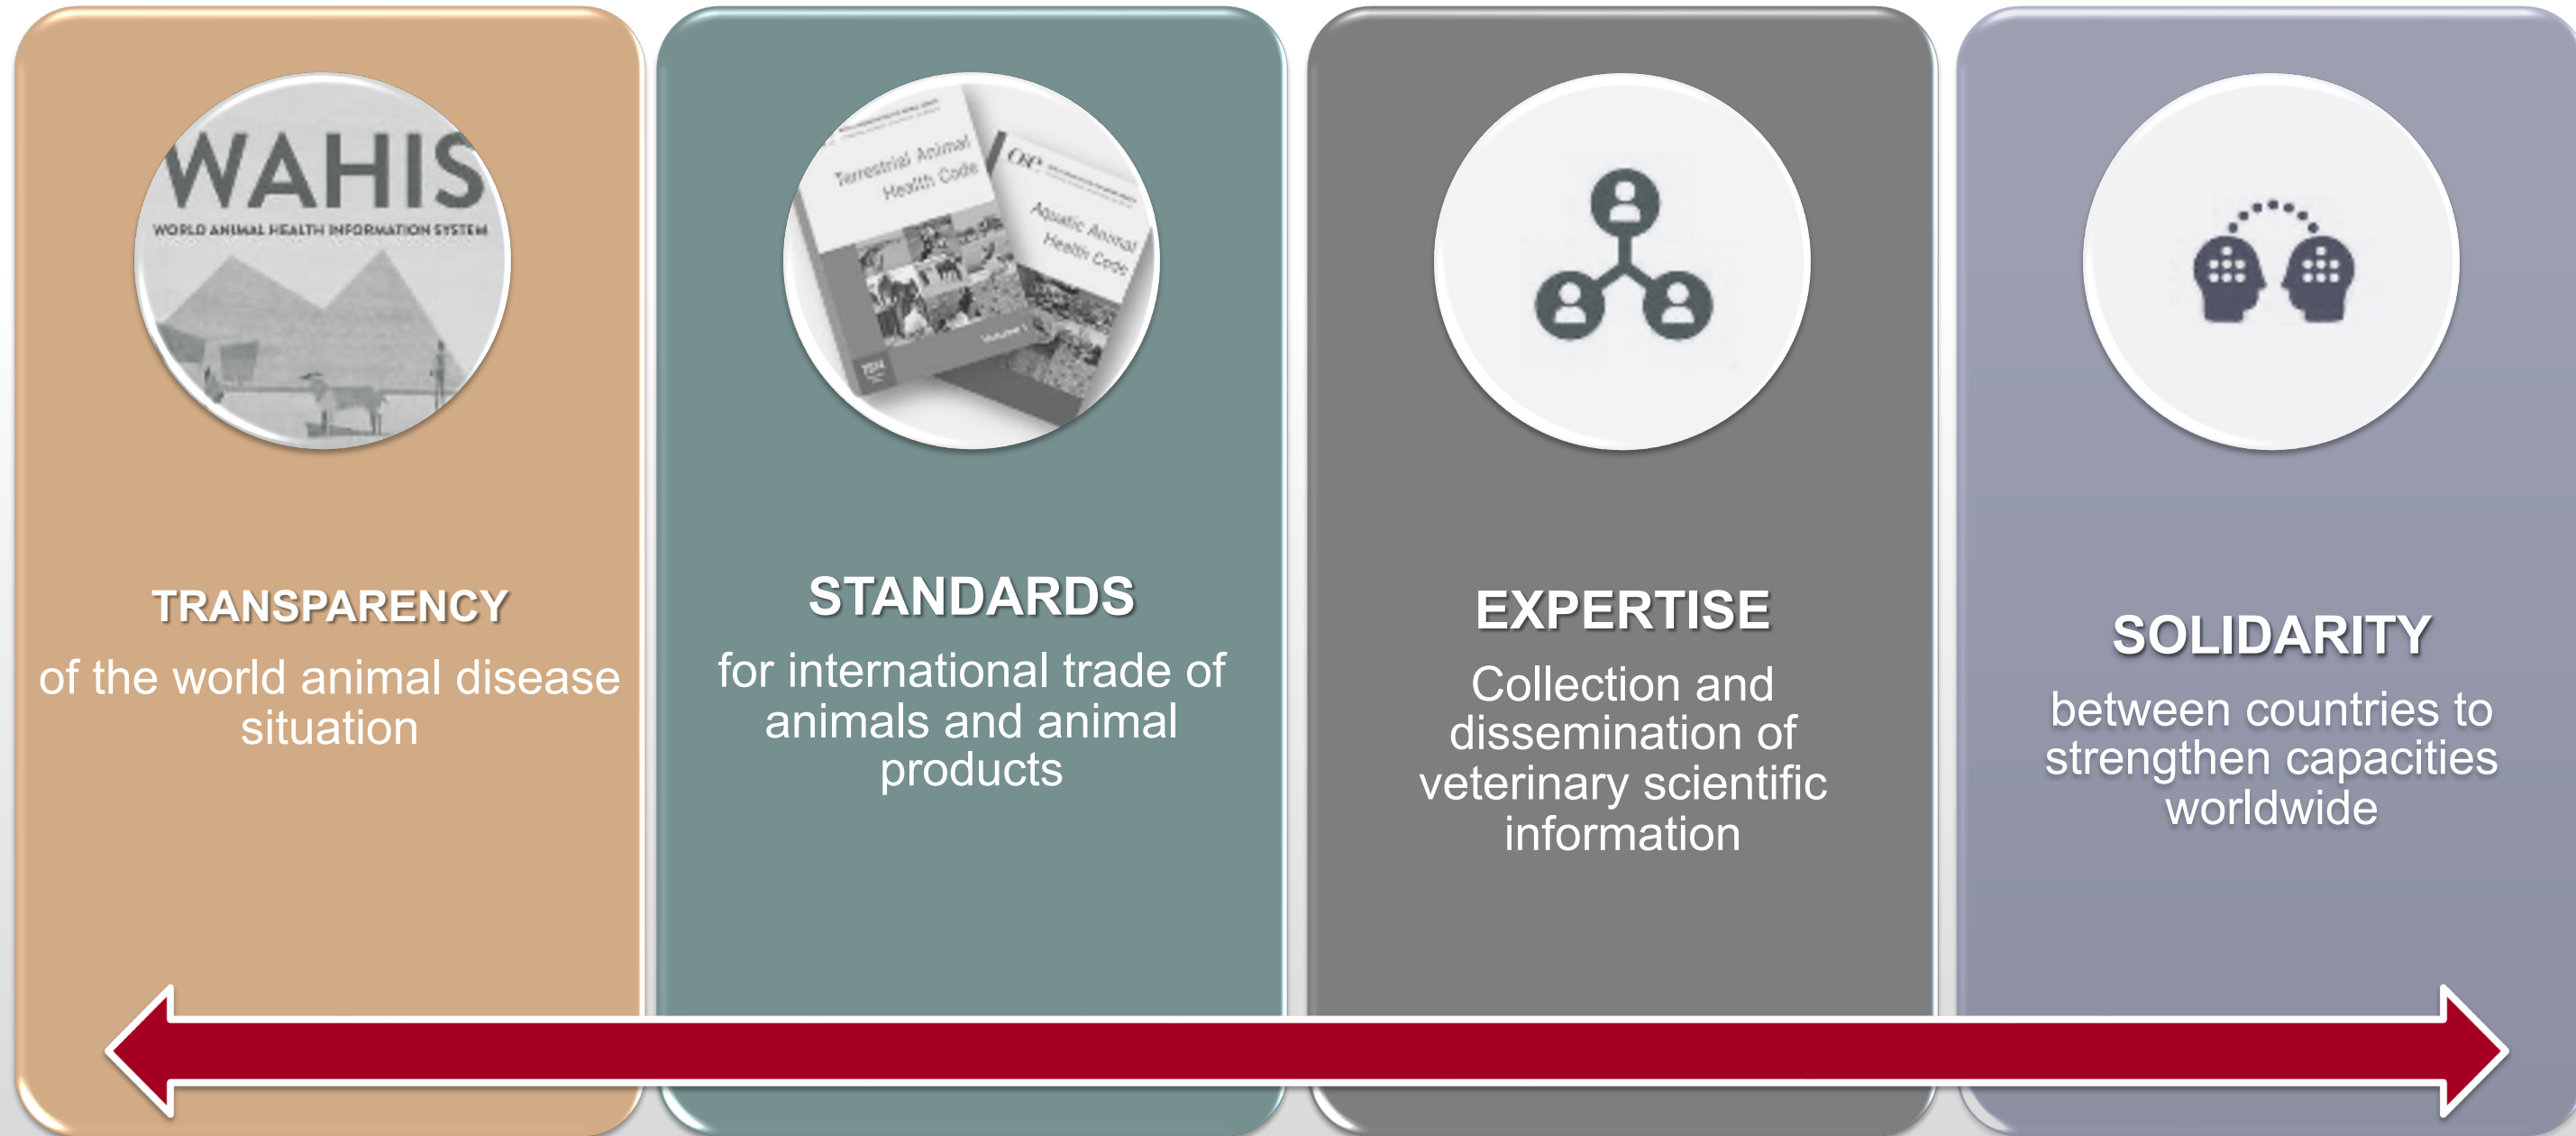 WAHIS
WORLD ANIMAL HEALTH INFORMATION SYSTEM
TRANSPARENCY
of the world animal disease
situation
Terrestrial Animal
Health Code
Aquatic Animal
Health Code
Volume I
STANDARDS
for international trade of
animals and animal
products
EXPERTISE
Collection and
dissemination of
veterinary scientific
information
SOLIDARITY
between countries to
strengthen capacities
worldwide